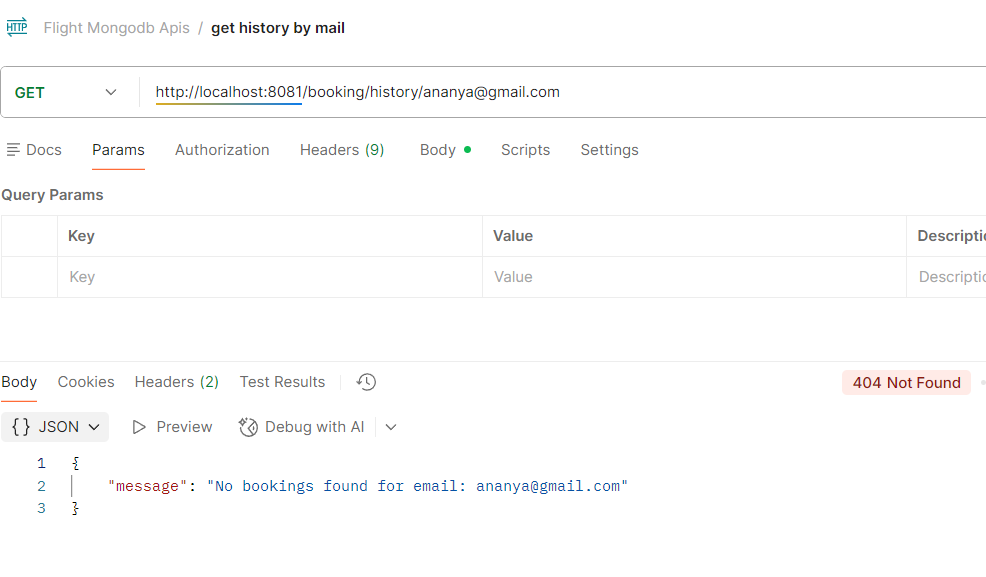 HTTP Flight Mongodb Apis / get history by mail
GET http://localhost:8081/booking/history/ananya@gmail.com
Docs Params Authorization Headers (9) Body Scripts Settings
Query Params
Key Value Descriptio
Key Value Descriptio
Body Cookies Headers (2) Test Results 404 Not Found
{} JSON Preview Debug with AI
1 {
2 "message": "No bookings found for email: ananya@gmail.com"
3 }